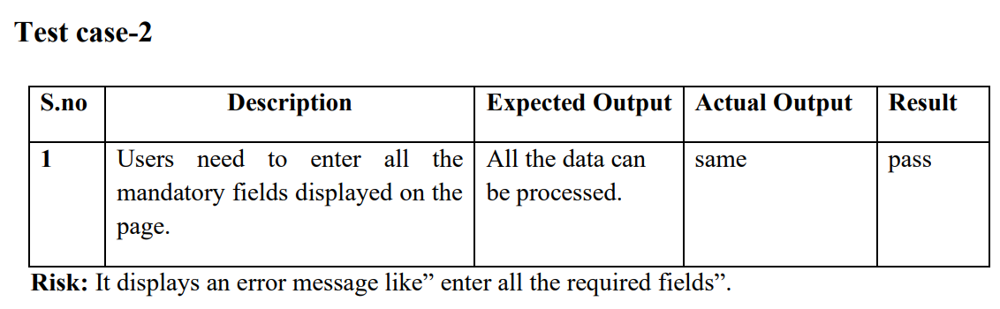 Test case-2
S.no Description Expected Output Actual Output Result
1 Users need to enter all the All the data can same pass
mandatory fields displayed on the be processed.
page.
Risk: It displays an error message like” enter all the required fields”.